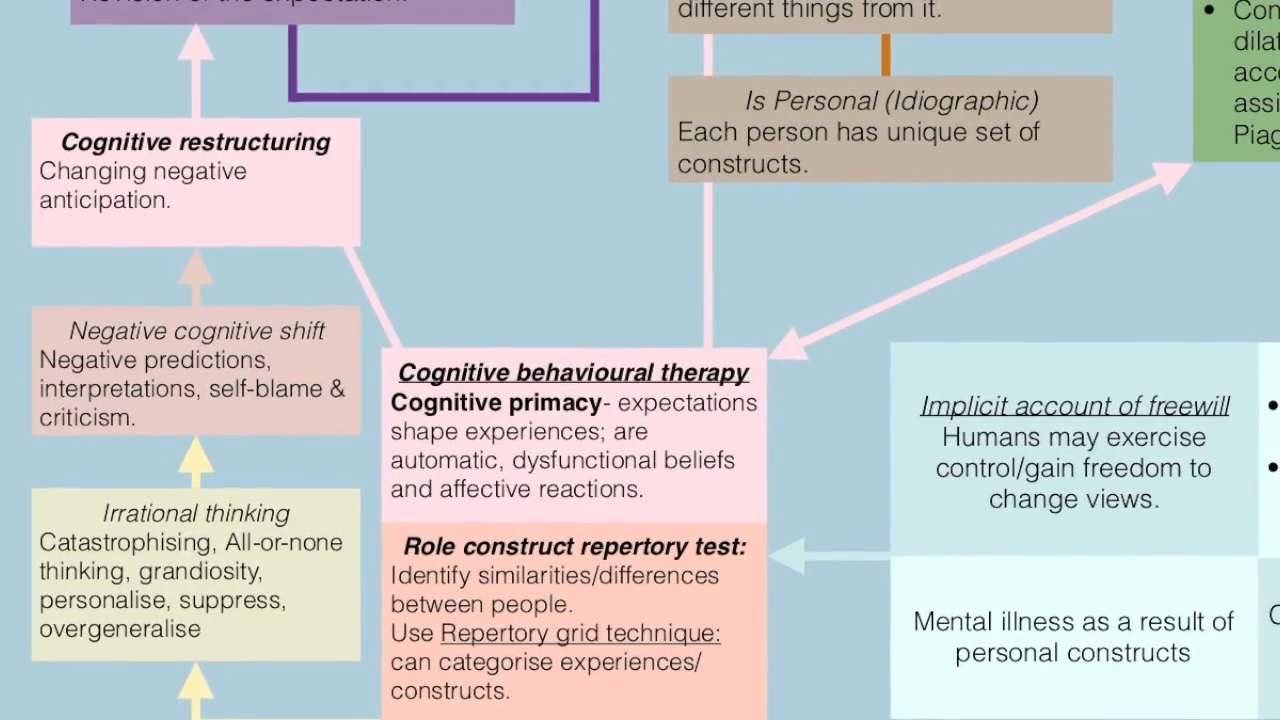 Revision of the expectation.
different things from it.
Is Personal (Idiographic)
Each person has unique set of
constructs.
Cognitive restructuring
Changing negative
anticipation.
Negative cognitive shift
Negative predictions,
interpretations, self-blame &
criticism.
Irrational thinking
Catastrophising, All-or-none
thinking, grandiosity,
personalise, suppress,
overgeneralise
Cognitive behavioural therapy
Cognitive primacy- expectations
shape experiences; are
automatic, dysfunctional beliefs
and affective reactions.
Role construct repertory test:
Identify similarities/differences
between people.
Use Repertory grid technique:
can categorise experiences/
constructs.
Implicit account of freewill
Humans may exercise
control/gain freedom to
change views.
Mental illness as a result of
personal constructs